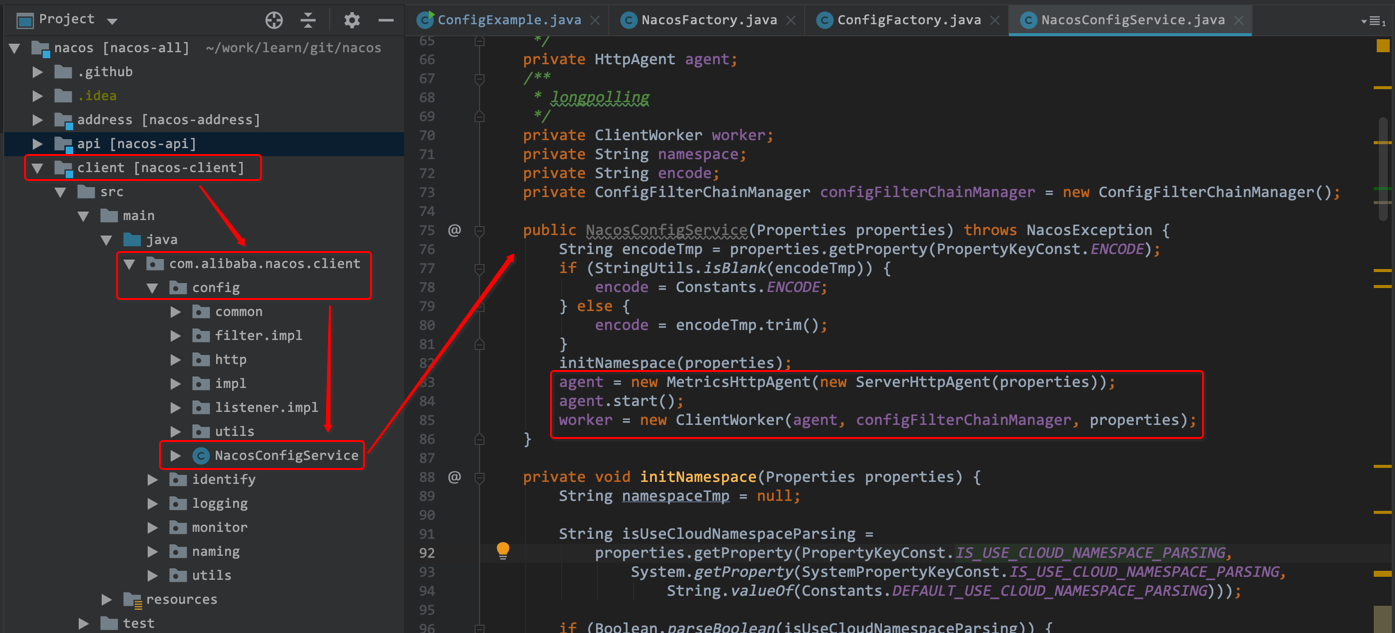 Project
nacos [nacos-all] ~/work/learn/git/nacos
.github
.idea
address [nacos-address]
api [nacos-api]
client [nacos-client]
src
main
java
com.alibaba.nacos.client
config
common
filter.impl
http
impl
listener.impl
utils
NacosConfigService
identify
logging
monitor
naming
utils
resources
test
ConfigExample.java
NacosFactory.java
ConfigFactory.java
NacosConfigService.java
65 */
66 private HttpAgent agent;
67 /**
68 * longpolling
69 */
70 private ClientWorker worker;
71 private String namespace;
72 private String encode;
73 private ConfigFilterChainManager configFilterChainManager = new ConfigFilterChainManager();
74
75 @ public NacosConfigService(Properties properties) throws NacosException {
76 String encodeTmp = properties.getProperty(PropertyKeyConst.ENCODE);
77 if (StringUtils.isBlank(encodeTmp)) {
78 encode = Constants.ENCODE;
79 } else {
80 encode = encodeTmp.trim();
81 }
82 initNamespace(properties);
83 agent = new MetricsHttpAgent(new ServerHttpAgent(properties));
84 agent.start();
85 worker = new ClientWorker(agent, configFilterChainManager, properties);
86 }
87
88 @ private void initNamespace(Properties properties) {
89 String namespaceTmp = null;
90
91 String isUseCloudNamespaceParsing =
92 properties.getProperty(PropertyKeyConst.IS_USE_CLOUD_NAMESPACE_PARSING,
93 System.getProperty(SystemPropertyKeyConst.IS_USE_CLOUD_NAMESPACE_PARSING,
94 String.valueOf(Constants.DEFAULT_USE_CLOUD_NAMESPACE_PARSING)));
95
96 if (Boolean.parseBoolean(isUseCloudNamespaceParsing)) {